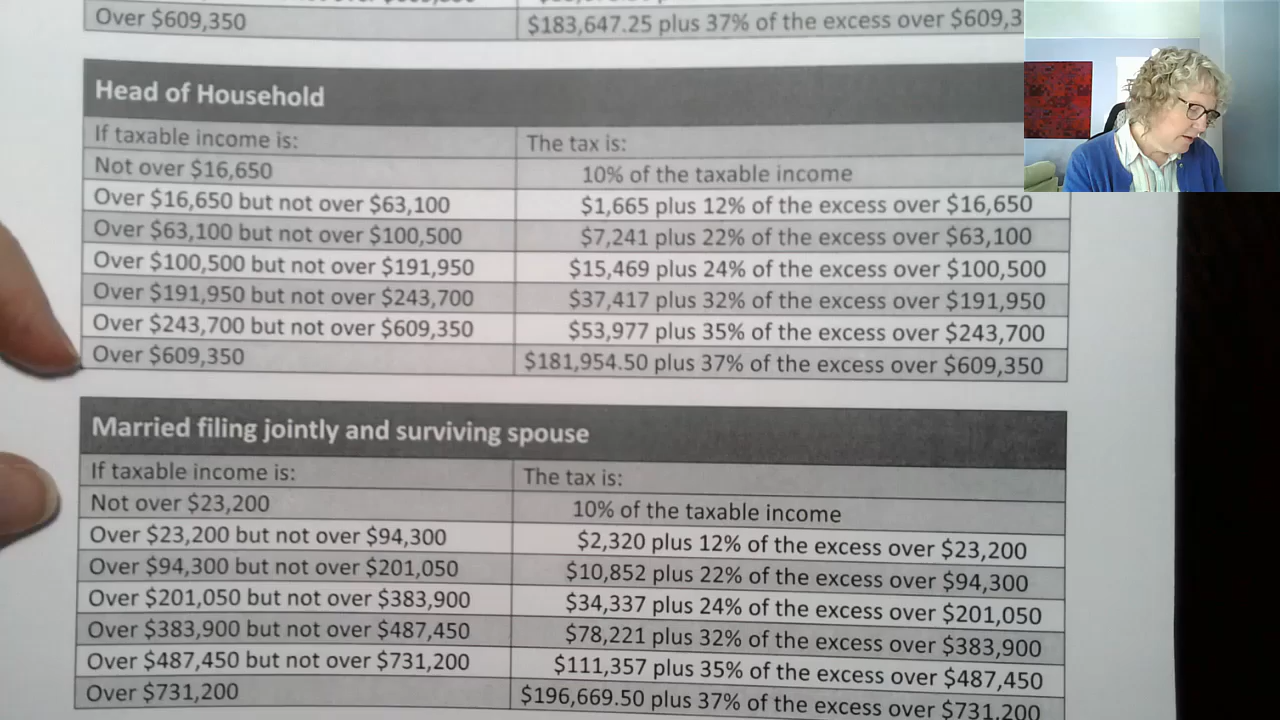 Over $609,350 $183,647.25 plus 37% of the excess over $609,3
Head of Household
If taxable income is: The tax is:
Not over $16,650 10% of the taxable income
Over $16,650 but not over $63,100 $1,665 plus 12% of the excess over $16,650
Over $63,100 but not over $100,500 $7,241 plus 22% of the excess over $63,100
Over $100,500 but not over $191,950 $15,469 plus 24% of the excess over $100,500
Over $191,950 but not over $243,700 $37,417 plus 32% of the excess over $191,950
Over $243,700 but not over $609,350 $53,977 plus 35% of the excess over $243,700
Over $609,350 $181,954.50 plus 37% of the excess over $609,350
Married filing jointly and surviving spouse
If taxable income is: The tax is:
Not over $23,200 10% of the taxable income
Over $23,200 but not over $94,300 $2,320 plus 12% of the excess over $23,200
Over $94,300 but not over $201,050 $10,852 plus 22% of the excess over $94,300
Over $201,050 but not over $383,900 $34,337 plus 24% of the excess over $201,050
Over $383,900 but not over $487,450 $78,221 plus 32% of the excess over $383,900
Over $487,450 but not over $731,200 $111,357 plus 35% of the excess over $487,450
Over $731,200 $196,669.50 plus 37% of the excess over $731,200